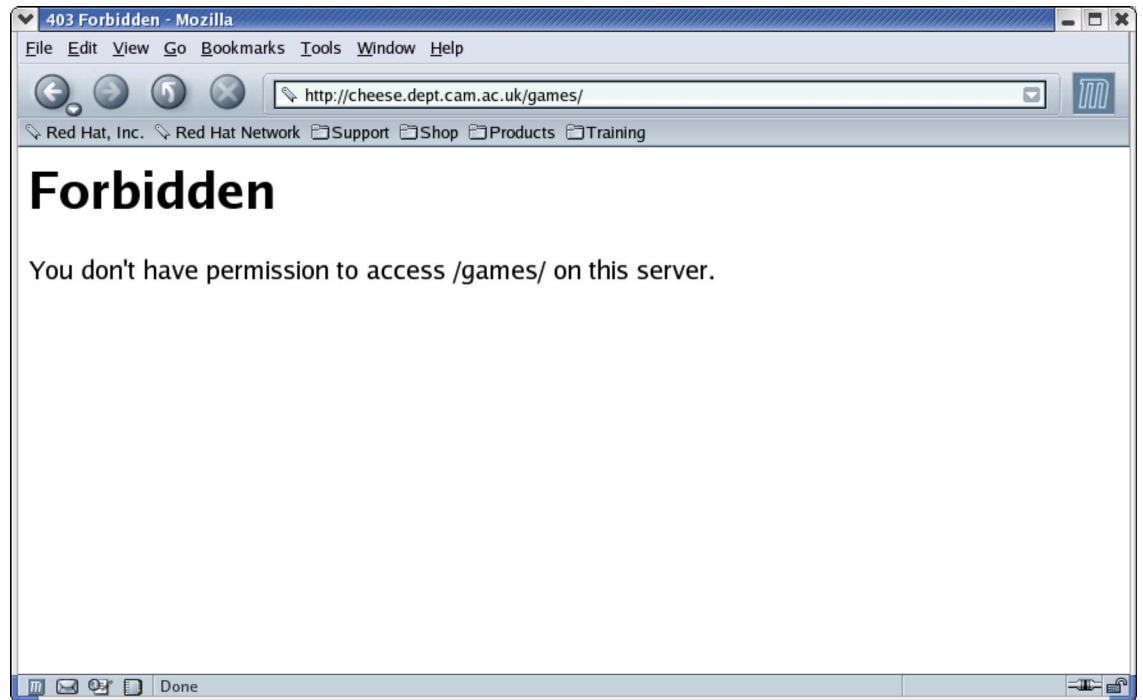 403 Forbidden - Mozilla
File Edit View Go Bookmarks Tools Window Help
http://cheese.dept.cam.ac.uk/games/
Red Hat, Inc. Red Hat Network Support Shop Products Training
Forbidden
You don't have permission to access /games/ on this server.
Done